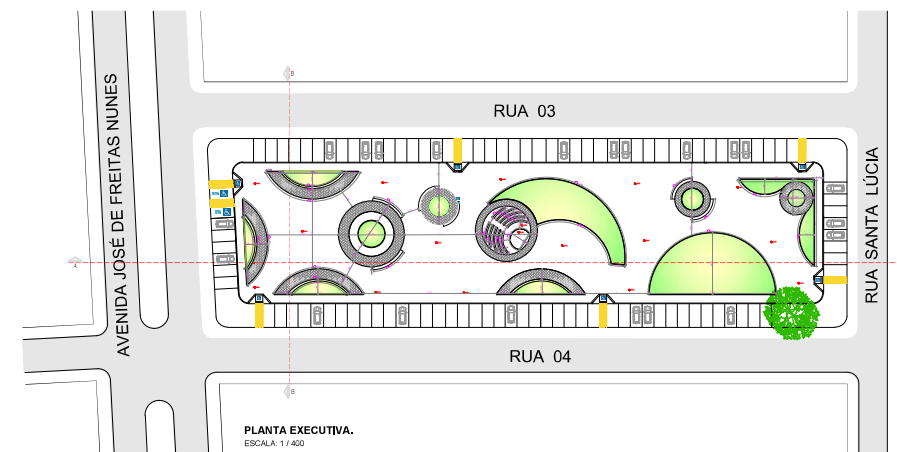 B
RUA 03
AVENIDA JOSÉ DE FREITAS NUNES
RUA SANTA LÚCIA
A
RUA 04
B
PLANTA EXECUTIVA.
ESCALA: 1 / 400